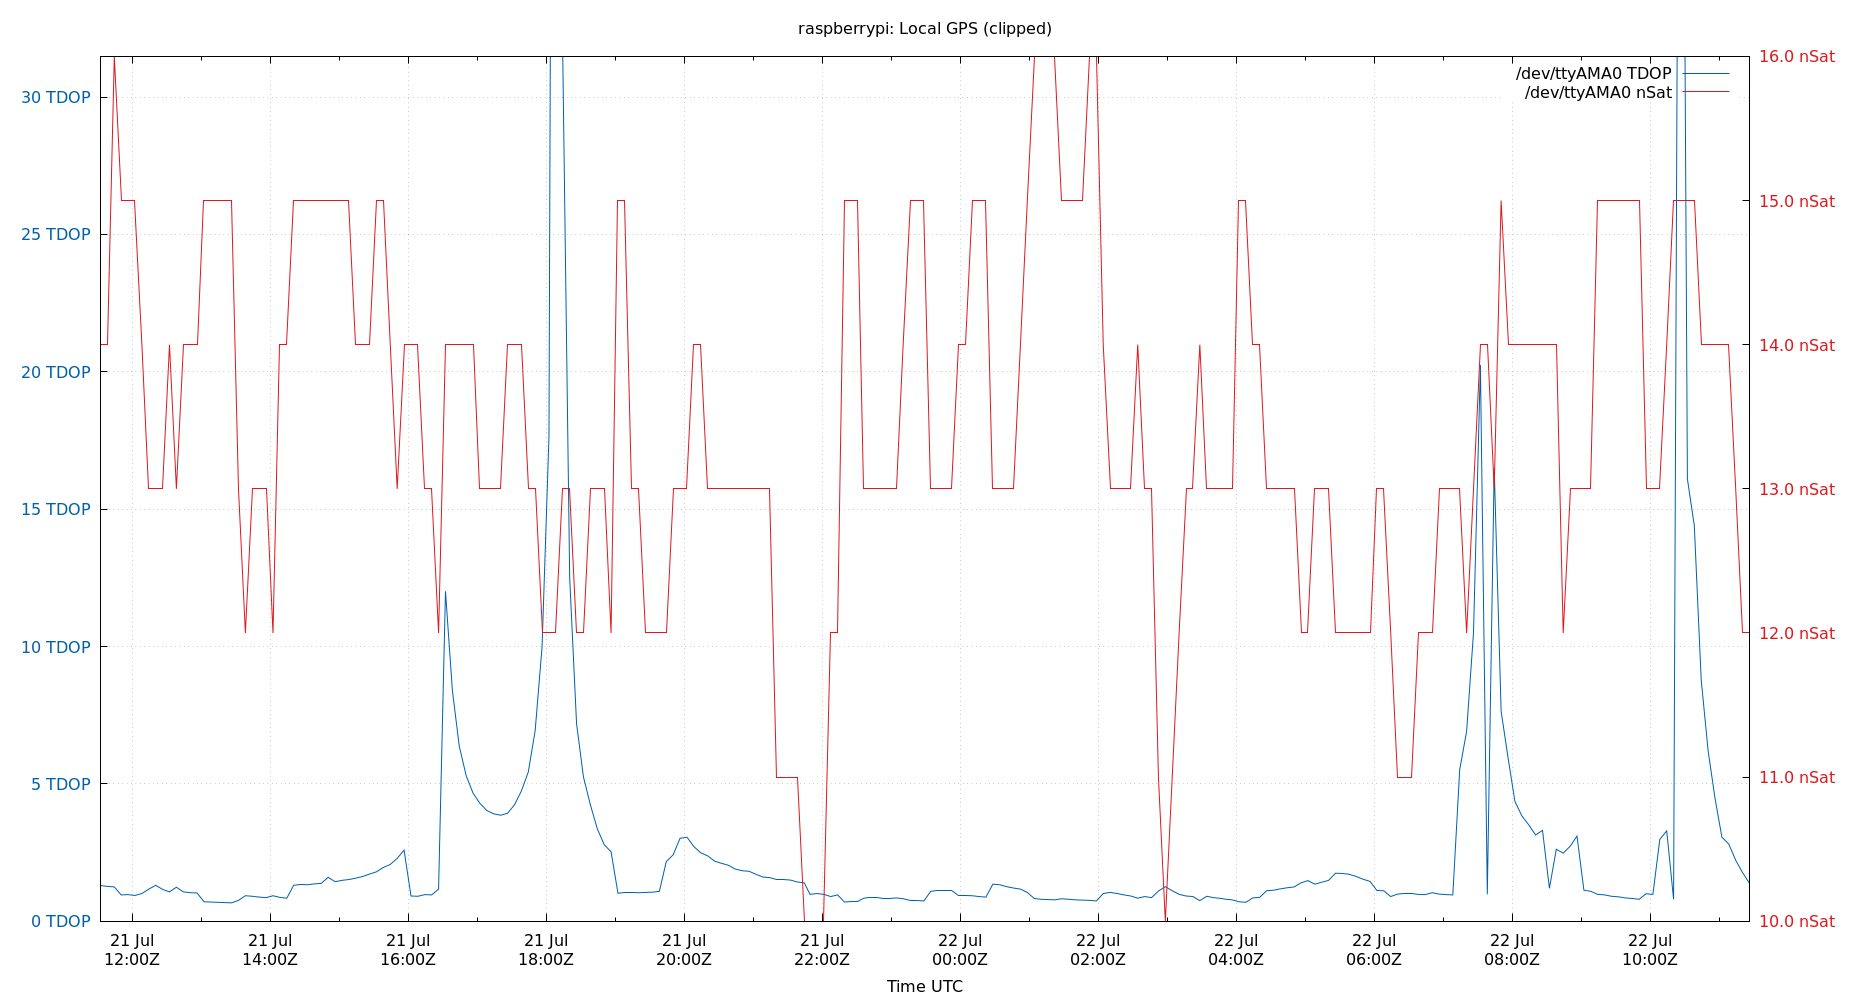 raspberrypi: Local GPS (clipped)
/dev/ttyAMA0 TDOP
/dev/ttyAMA0 nSat
30 TDOP
25 TDOP
20 TDOP
15 TDOP
10 TDOP
5 TDOP
0 TDOP
16.0 nSat
15.0 nSat
14.0 nSat
13.0 nSat
12.0 nSat
11.0 nSat
10.0 nSat
21 Jul
12:00Z
21 Jul
14:00Z
21 Jul
16:00Z
21 Jul
18:00Z
21 Jul
20:00Z
21 Jul
22:00Z
22 Jul
00:00Z
22 Jul
02:00Z
22 Jul
04:00Z
22 Jul
06:00Z
22 Jul
08:00Z
22 Jul
10:00Z
Time UTC